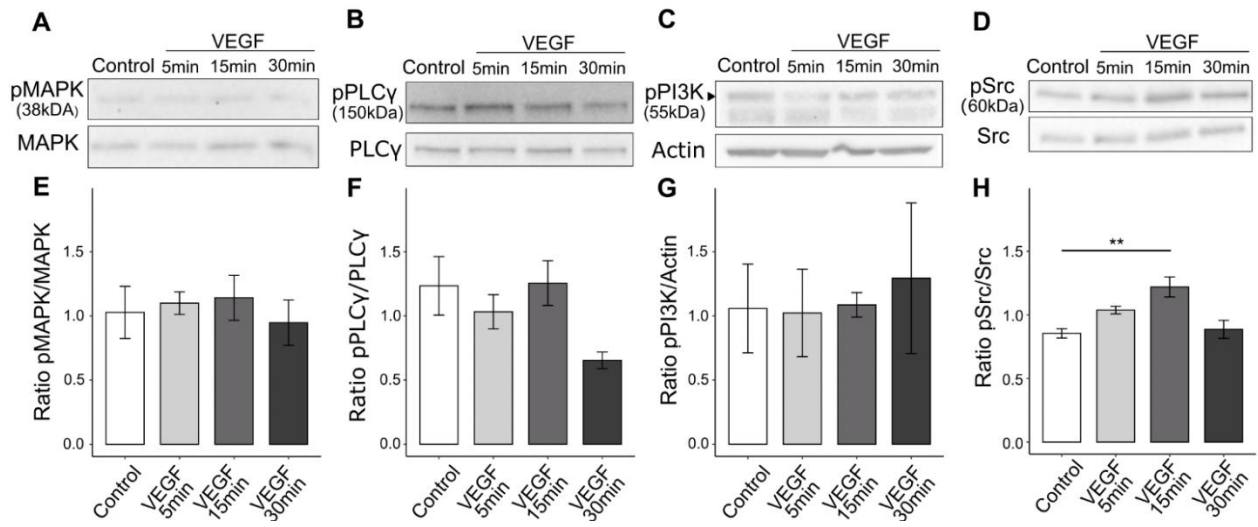 A
VEGF
Control 5min 15min 30min
pMAPK
(38kDA)
MAPK
B
VEGF
Control 5min 15min 30min
pPLCγ
(150kDa)
PLCγ
C
VEGF
Control 5min 15min 30min
pPI3K
(55kDa)
Actin
D
VEGF
Control 5min 15min 30min
pSrc
(60kDa)
Src
E
Ratio pMAPK/MAPK
1.5
1.0
0.5
0.0
Control
VEGF
5min
VEGF
15min
VEGF
30min
F
Ratio pPLCγ/PLCγ
1.5
1.0
0.5
0.0
Control
VEGF
5min
VEGF
15min
VEGF
30min
G
Ratio pPI3K/Actin
1.5
1.0
0.5
0.0
Control
VEGF
5min
VEGF
15min
VEGF
30min
H
Ratio pSrc/Src
1.5
1.0
0.5
0.0
**
Control
VEGF
5min
VEGF
15min
VEGF
30min